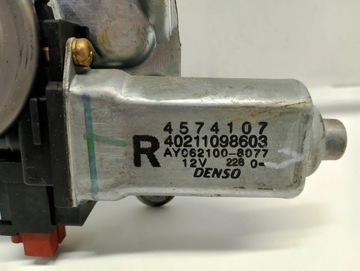 4574107
R 40211098603
AY062100-8077
12V 228 0-
DENSO